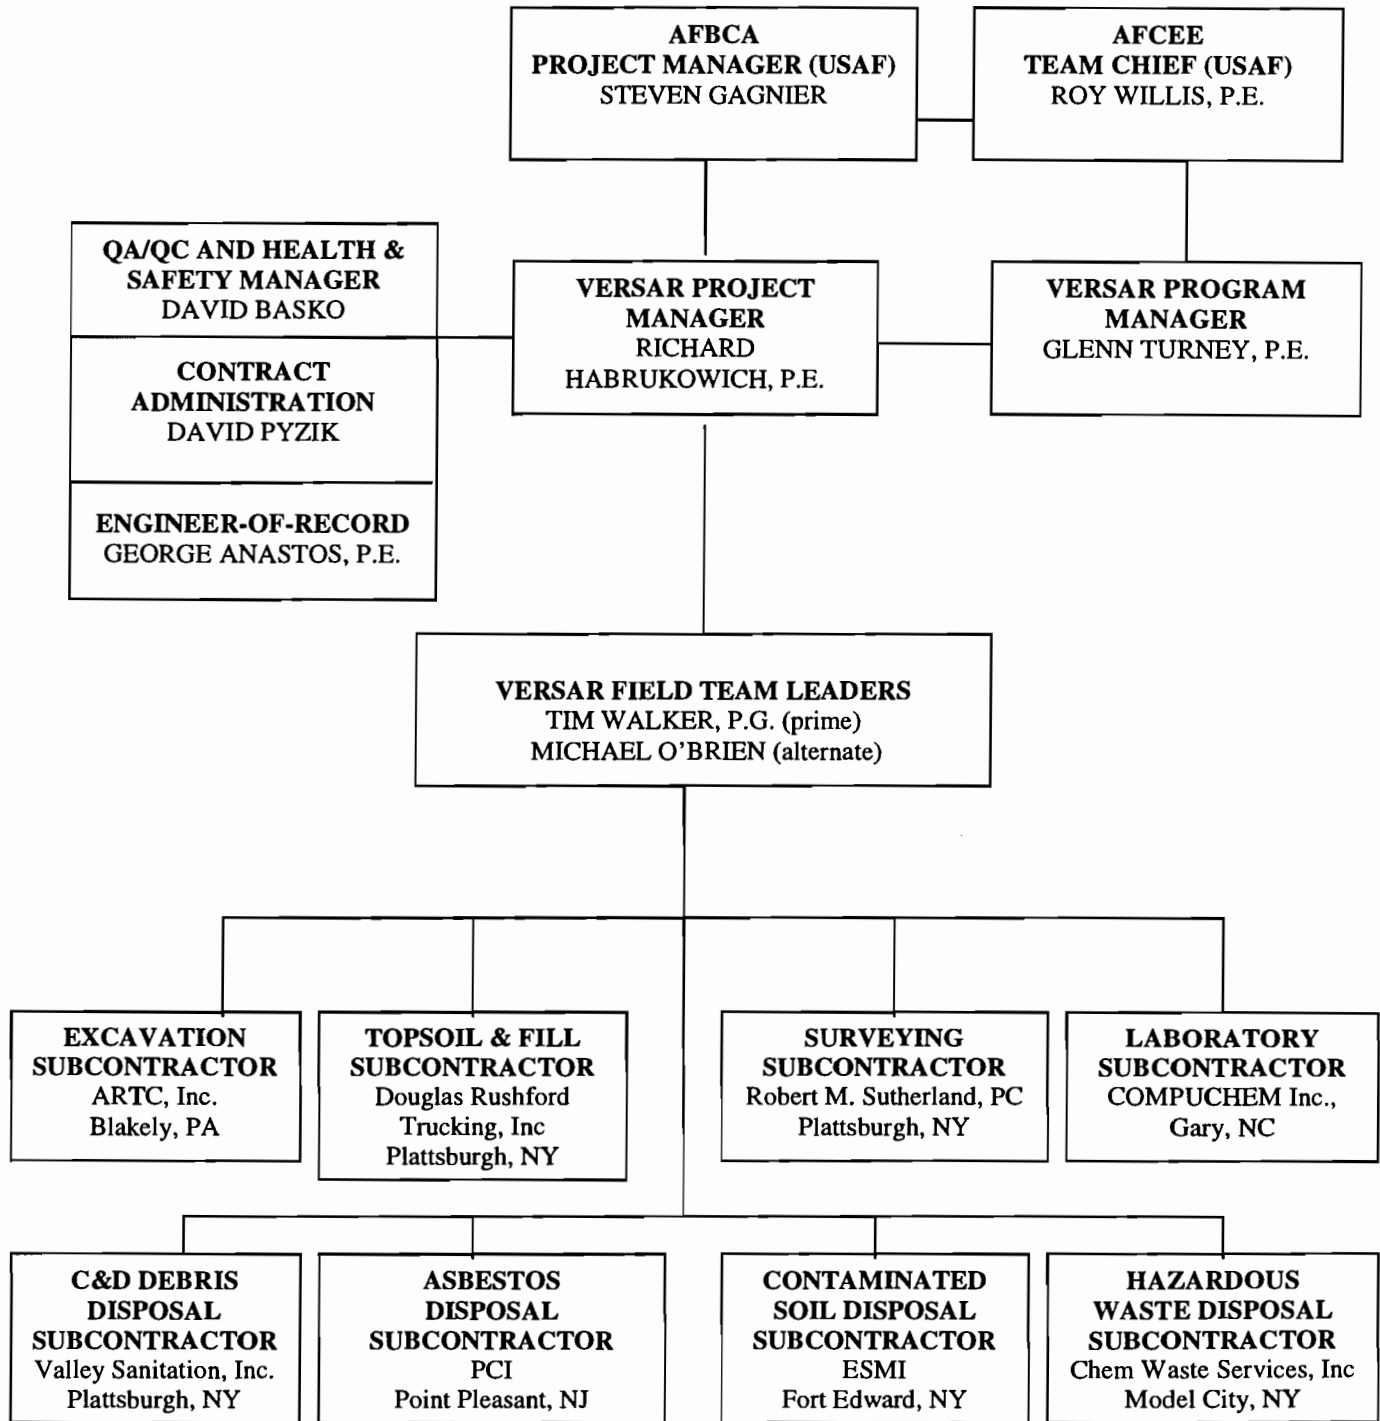 AFBCA
PROJECT MANAGER (USAF)
STEVEN GAGNIER
AFCEE
TEAM CHIEF (USAF)
ROY WILLIS, P.E.
QA/QC AND HEALTH &
SAFETY MANAGER
DAVID BASKO
CONTRACT
ADMINISTRATION
DAVID PYZIK
ENGINEER-OF-RECORD
GEORGE ANASTOS, P.E.
VERSAR PROJECT
MANAGER
RICHARD
HABRUKOWICH, P.E.
VERSAR PROGRAM
MANAGER
GLENN TURNEY, P.E.
VERSAR FIELD TEAM LEADERS
TIM WALKER, P.G. (prime)
MICHAEL O'BRIEN (alternate)
EXCAVATION
SUBCONTRACTOR
ARTC, Inc.
Blakely, PA
TOPSOIL & FILL
SUBCONTRACTOR
Douglas Rushford
Trucking, Inc
Plattsburgh, NY
SURVEYING
SUBCONTRACTOR
Robert M. Sutherland, PC
Plattsburgh, NY
LABORATORY
SUBCONTRACTOR
COMPUCHEM Inc.,
Gary, NC
C&D DEBRIS
DISPOSAL
SUBCONTRACTOR
Valley Sanitation, Inc.
Plattsburgh, NY
ASBESTOS
DISPOSAL
SUBCONTRACTOR
PCI
Point Pleasant, NJ
CONTAMINATED
SOIL DISPOSAL
SUBCONTRACTOR
ESMI
Fort Edward, NY
HAZARDOUS
WASTE DISPOSAL
SUBCONTRACTOR
Chem Waste Services, Inc
Model City, NY